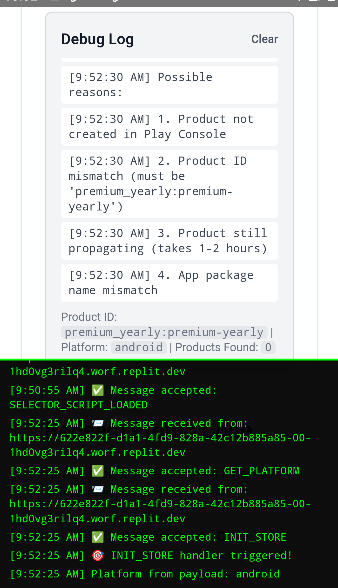 Debug Log
Clear
[9:52:30 AM] Possible
reasons:
[9:52:30 AM] 1. Product not
created in Play Console
[9:52:30 AM] 2. Product ID
mismatch (must be
'premium_yearly:premium-
yearly')
[9:52:30 AM] 3. Product still
propagating (takes 1-2 hours)
[9:52:30 AM] 4. App package
name mismatch
Product ID:
premium_yearly:premium-yearly |
Platform: android | Products Found: 0
1hd0vg3rilq4.worf.replit.dev
[9:50:55 AM] ✅ Message accepted:
SELECTOR_SCRIPT_LOADED
[9:52:25 AM] 📨 Message received from:
https://622e822f-d1a1-4fd9-828a-42c12b885a85-00-
1hd0vg3rilq4.worf.replit.dev
[9:52:25 AM] ✅ Message accepted: GET_PLATFORM
[9:52:25 AM] 📨 Message received from:
https://622e822f-d1a1-4fd9-828a-42c12b885a85-00-
1hd0vg3rilq4.worf.replit.dev
[9:52:25 AM] ✅ Message accepted: INIT_STORE
[9:52:25 AM] 🎯 INIT_STORE handler triggered!
[9:52:25 AM] Platform from payload: android